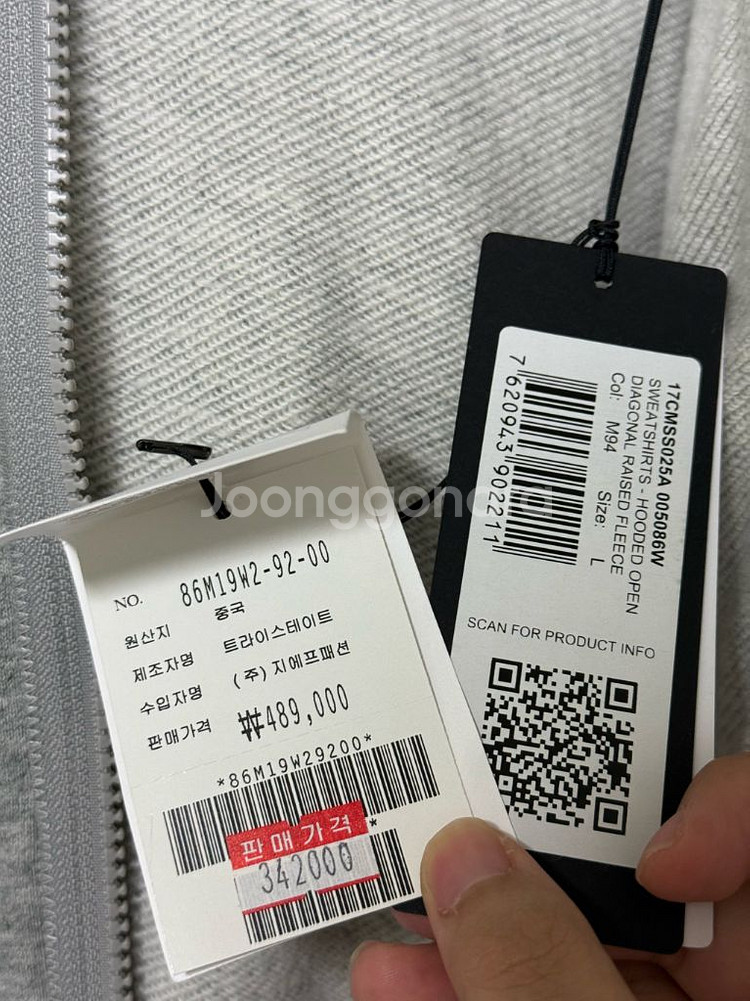 Joonggonara
NO. 86M19W2-92-00
원산지 중국
제조자명 트라이스테이트
수입자명 (주)지에프패션
판매가격 ₩489,000
*86M19W29200*
판매가격
342000
*
17CMSS025A 005086W
SWEATSHIRTS - HOODED OPEN
DIAGONAL RAISED FLEECE
Col: M94 Size: L
7 620943 902211
SCAN FOR PRODUCT INFO